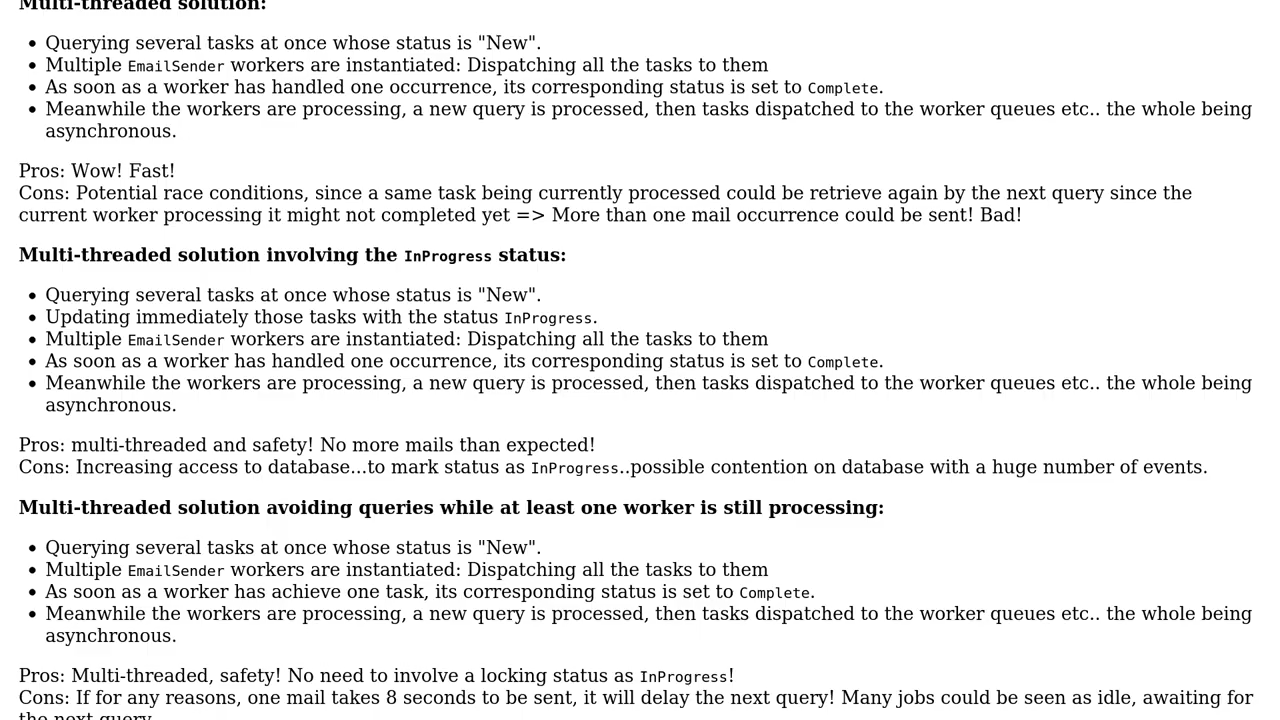 Multi-threaded solution:
Querying several tasks at once whose status is "New".
Multiple EmailSender workers are instantiated: Dispatching all the tasks to them
As soon as a worker has handled one occurrence, its corresponding status is set to Complete.
Meanwhile the workers are processing, a new query is processed, then tasks dispatched to the worker queues etc.. the whole being
asynchronous.
Pros: Wow! Fast!
Cons: Potential race conditions, since a same task being currently processed could be retrieve again by the next query since the
current worker processing it might not completed yet => More than one mail occurrence could be sent! Bad!
Multi-threaded solution involving the InProgress status:
Querying several tasks at once whose status is "New".
Updating immediately those tasks with the status InProgress.
Multiple EmailSender workers are instantiated: Dispatching all the tasks to them
As soon as a worker has handled one occurrence, its corresponding status is set to Complete.
Meanwhile the workers are processing, a new query is processed, then tasks dispatched to the worker queues etc.. the whole being
asynchronous.
Pros: multi-threaded and safety! No more mails than expected!
Cons: Increasing access to database...to mark status as InProgress..possible contention on database with a huge number of events.
Multi-threaded solution avoiding queries while at least one worker is still processing:
Querying several tasks at once whose status is "New".
Multiple EmailSender workers are instantiated: Dispatching all the tasks to them
As soon as a worker has achieve one task, its corresponding status is set to Complete.
Meanwhile the workers are processing, a new query is processed, then tasks dispatched to the worker queues etc.. the whole being
asynchronous.
Pros: Multi-threaded, safety! No need to involve a locking status as InProgress!
Cons: If for any reasons, one mail takes 8 seconds to be sent, it will delay the next query! Many jobs could be seen as idle, awaiting for
the next query